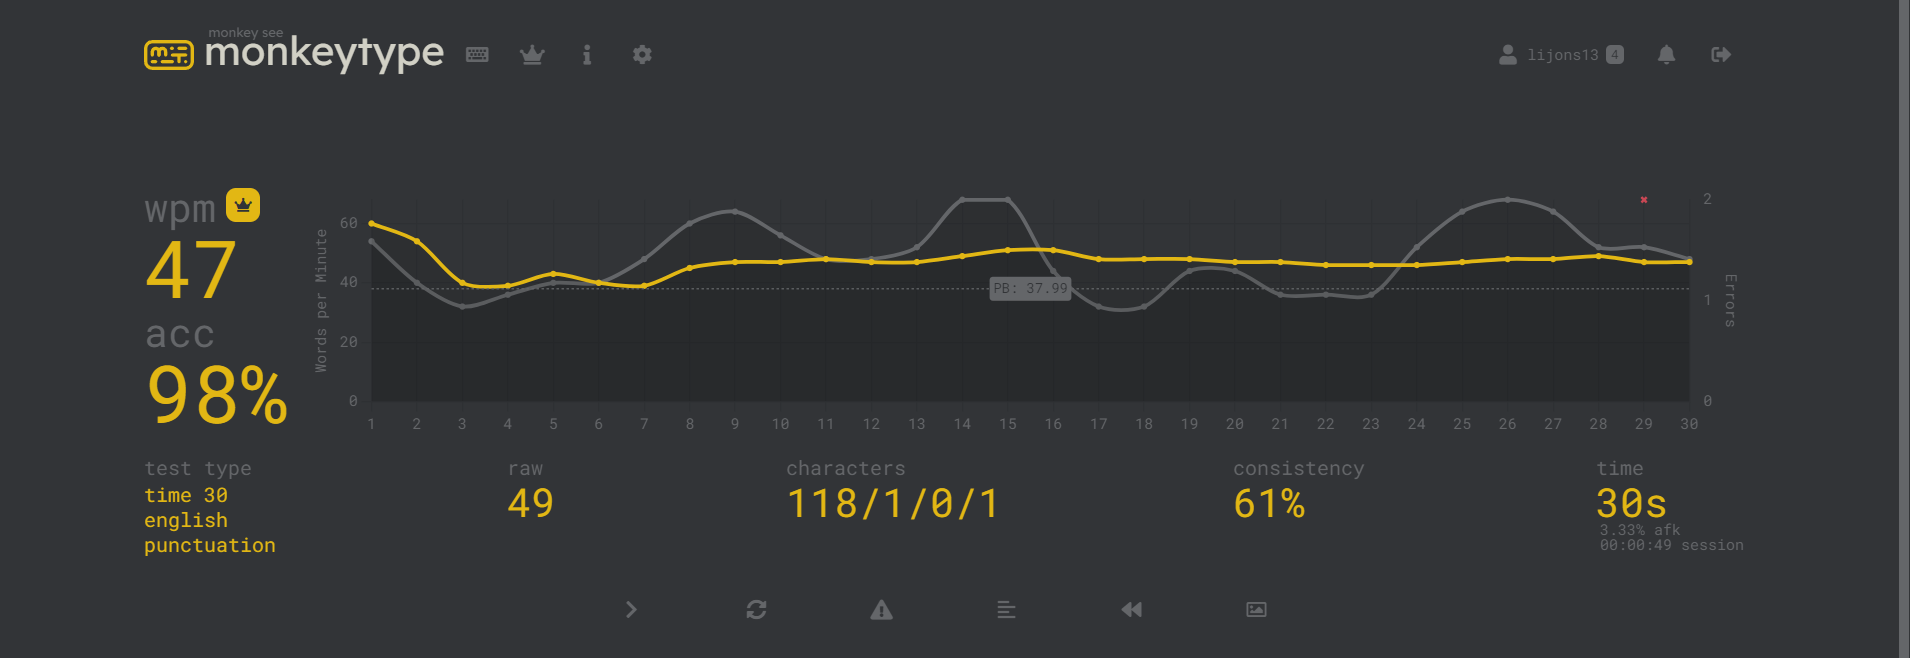 monkey see
monkeytype
lijons13 4
wpm
47
acc
98%
Words per Minute
60
40
20
0
PB: 37.99
2
1
0
Errors
1 2 3 4 5 6 7 8 9 10 11 12 13 14 15 16 17 18 19 20 21 22 23 24 25 26 27 28 29 30
test type
time 30
english
punctuation
raw
49
characters
118/1/0/1
consistency
61%
time
30s
3.33% afk
00:00:49 session